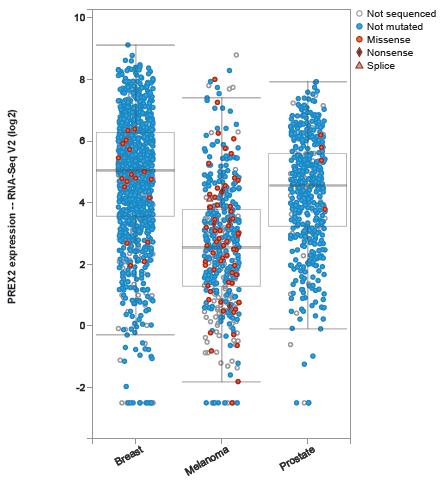 PREX2 expression -- RNA-Seq V2 (log2)
10
8
6
4
2
0
-2
Breast
Melanoma
Prostate
Not sequenced
Not mutated
Missense
Nonsense
Splice